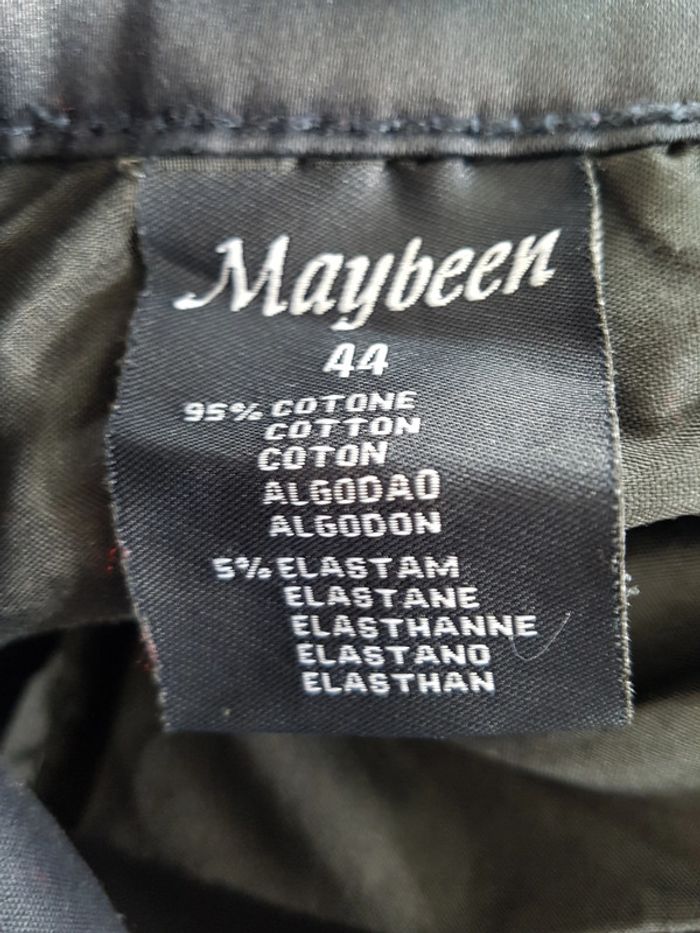 Maybeen
44
95% COTONE
COTTON
COTON
ALGODAO
ALGODON
5% ELASTAM
ELASTANE
ELASTHANNE
ELASTANO
ELASTHAN